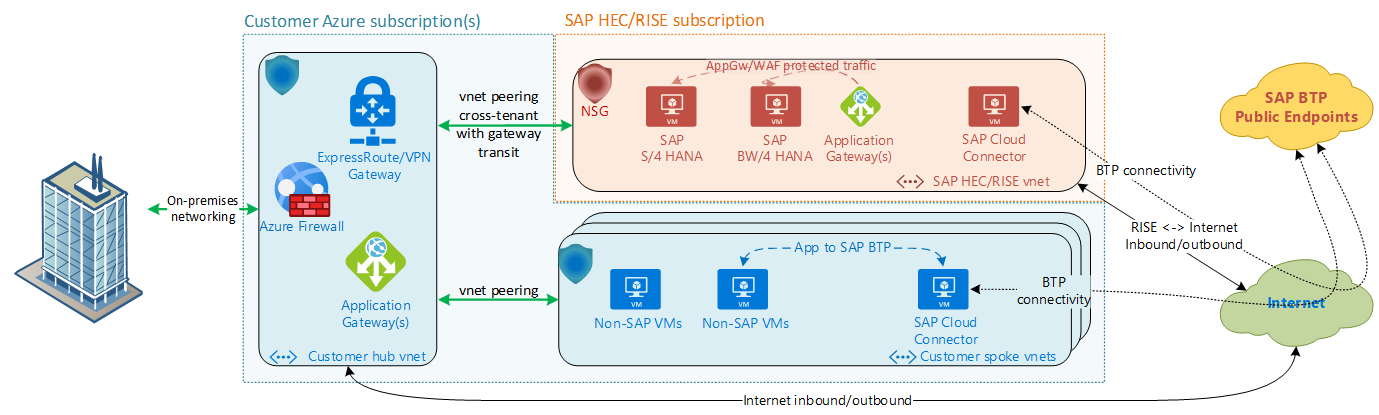 Customer Azure subscription(s)
SAP HEC/RISE subscription
AppGw/WAF protected traffic
NSG
VM
VM
VM
SAP
S/4 HANA
SAP
BW/4 HANA
Application
Gateway(s)
SAP Cloud
Connector
SAP HEC/RISE vnet
SAP BTP
Public Endpoints
vnet peering
cross-tenant
with gateway
transit
ExpressRoute/VPN
Gateway
Azure Firewall
On-premises
networking
BTP connectivity
RISE <-> Internet
Inbound/outbound
Application
Gateway(s)
Customer hub vnet
vnet peering
App to SAP BTP
VM
VM
VM
Non-SAP VMs
Non-SAP VMs
SAP Cloud
Connector
BTP
connectivity
Customer spoke vnets
Internet
Internet inbound/outbound